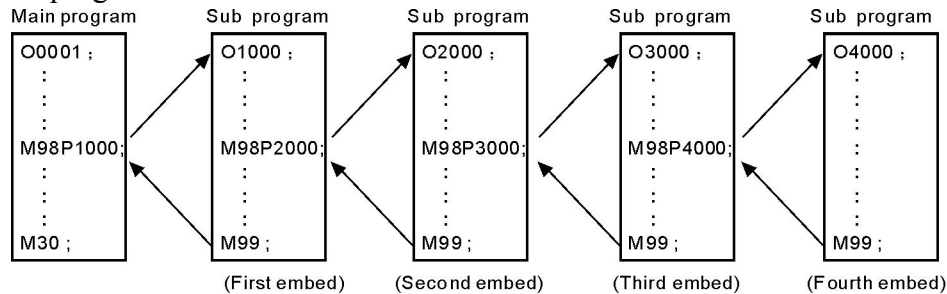 Main program
O0001 ;
:
:
:
M98P1000;
:
:
:
M30 ;
Sub program
O1000 ;
:
:
:
M98P2000;
:
:
:
M99 ;
(First embed)
Sub program
O2000 ;
:
:
:
M98P3000;
:
:
:
M99 ;
(Second embed)
Sub program
O3000 ;
:
:
:
M98P4000;
:
:
:
M99 ;
(Third embed)
Sub program
O4000 ;
:
:
:
:
:
:
M99 ;
(Fourth embed)